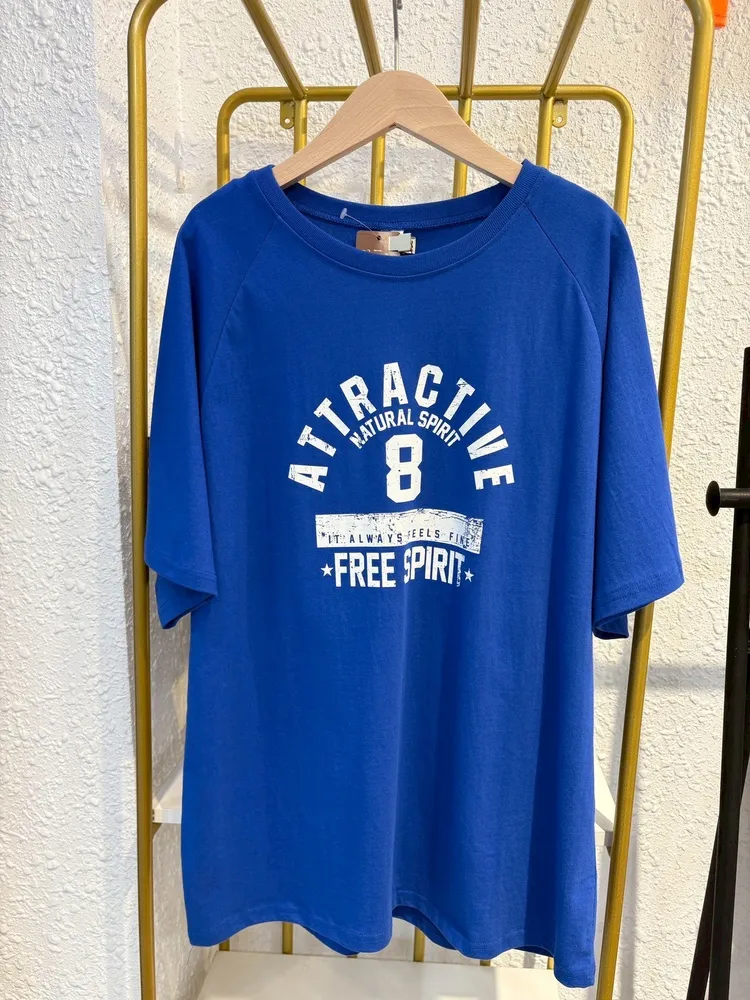 ATTRACTIVE
NATURAL SPIRIT
8
"IT ALWAYS FEELS FINE"
★FREE SPIRIT★